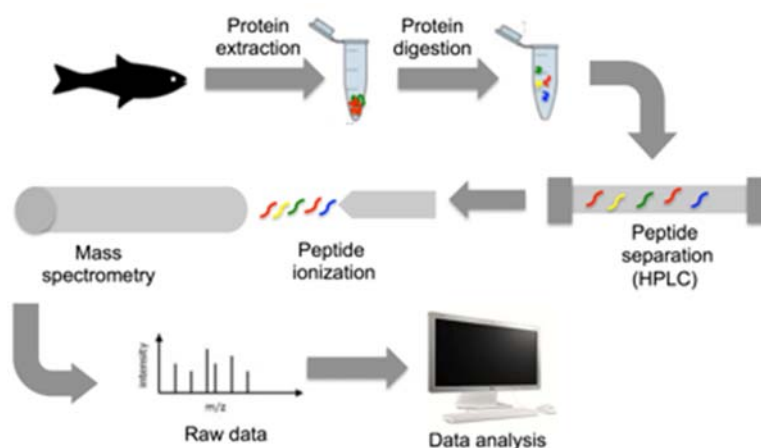 Protein
extraction
Protein
digestion
Peptide
separation
(HPLC)
Peptide
ionization
Mass
spectrometry
intensity
m/z
Raw data
Data analysis